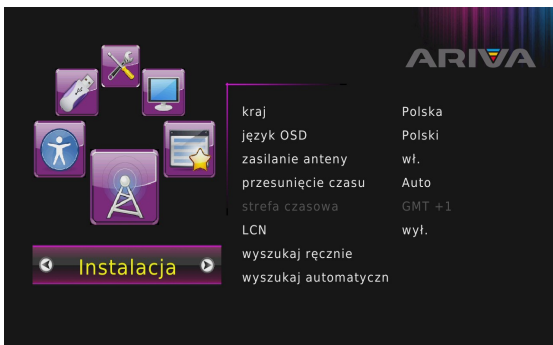 ARIVA
kraj Polska
język OSD Polski
zasilanie anteny wł.
przesunięcie czasu Auto
strefa czasowa GMT +1
LCN wył.
wyszukaj ręcznie
wyszukaj automatyczn
Instalacja